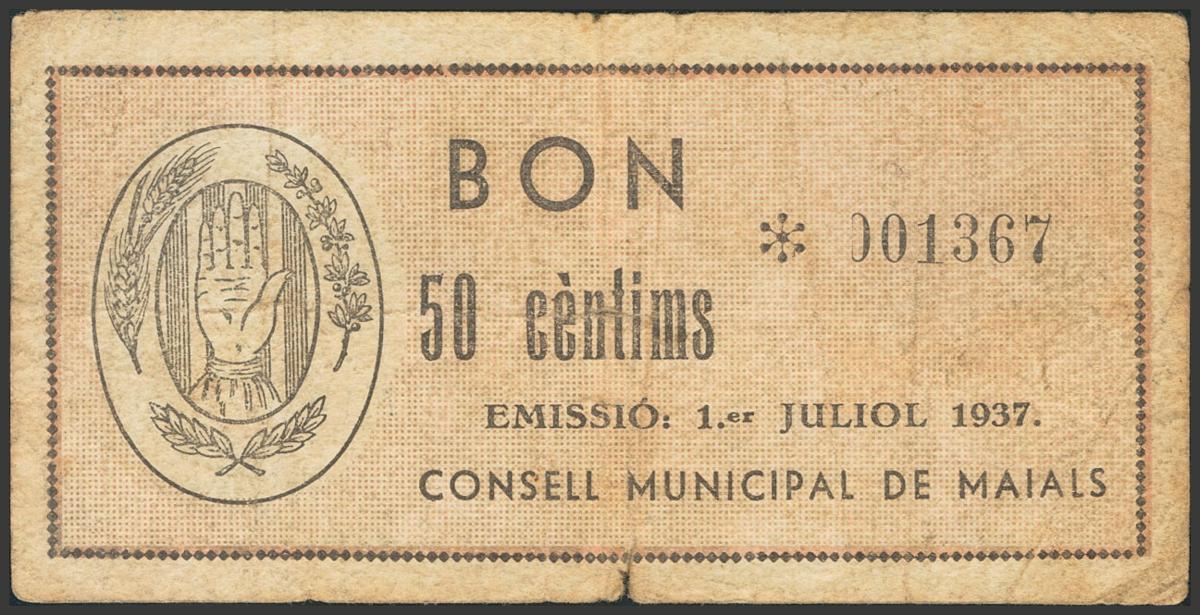 BON
001367
50 cèntims
EMISSIÓ: 1.er JULIOL 1937.
CONSELL MUNICIPAL DE MAIALS